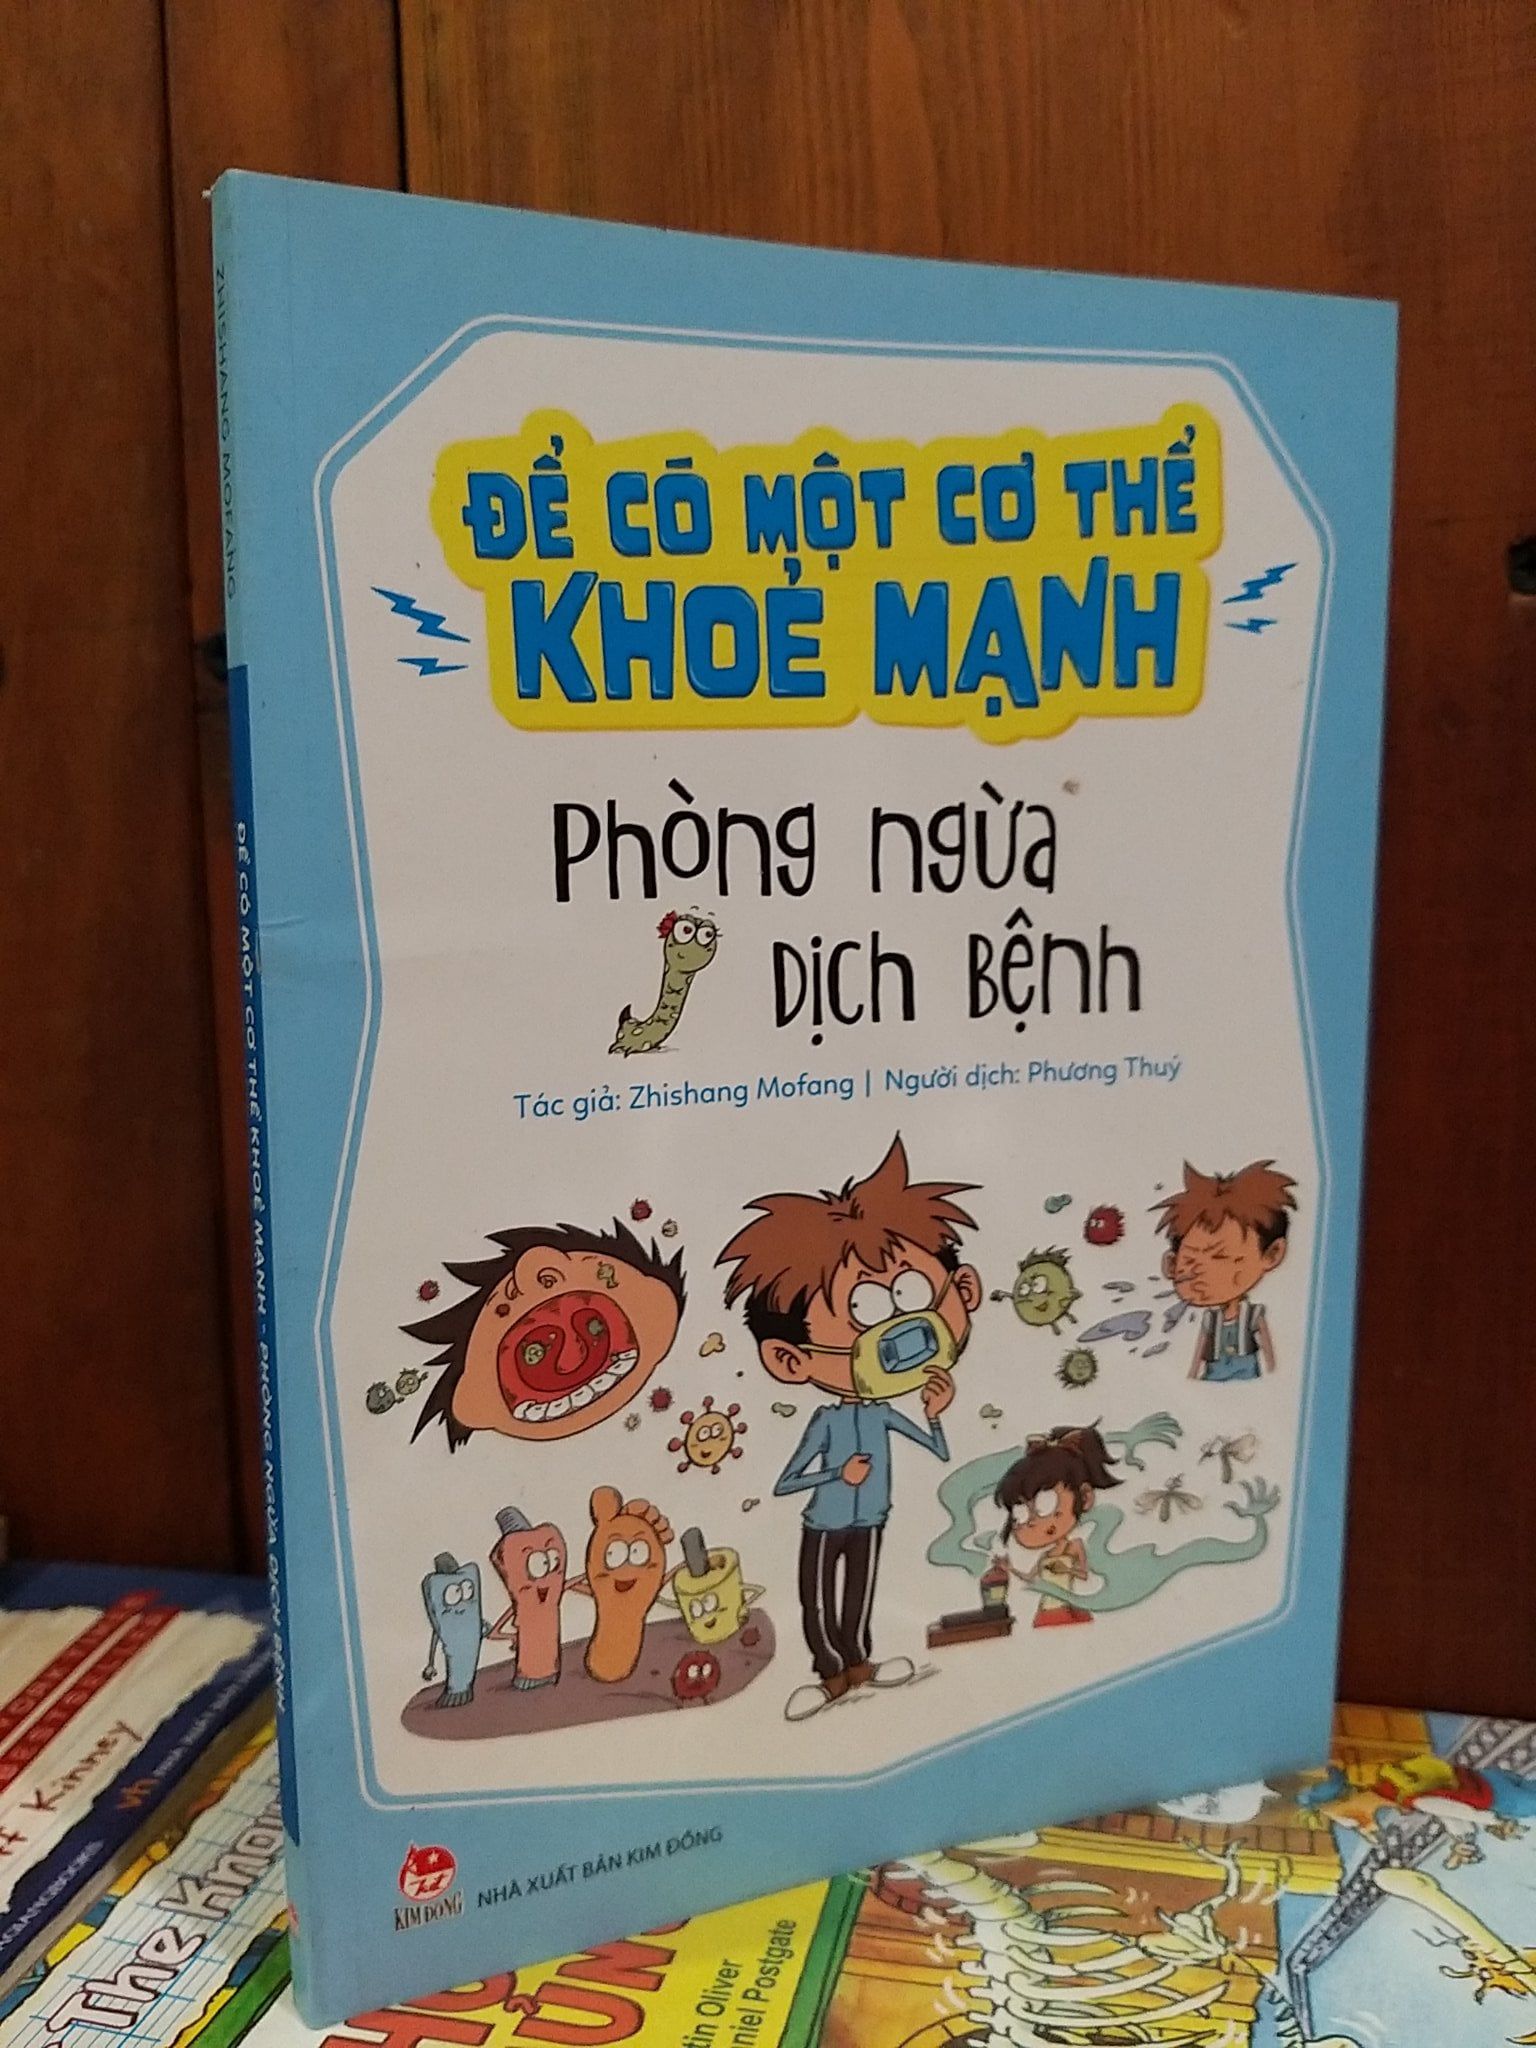 ZHISHANG MOFANG
ĐỂ CÓ MỘT CƠ THỂ KHOẺ MẠNH - PHÒNG NGỪA DỊCH BỆNH
ĐỂ CÓ MỘT CƠ THỂ
KHOẺ MẠNH
Phòng ngừa
Dịch Bệnh
Tác giả: Zhishang Mofang | Người dịch: Phương Thuý
KIM ĐỒNG
NHÀ XUẤT BẢN KIM ĐỒNG
BESTSELLER
Kinney
vh
The
tin Oliver
niel Postgate